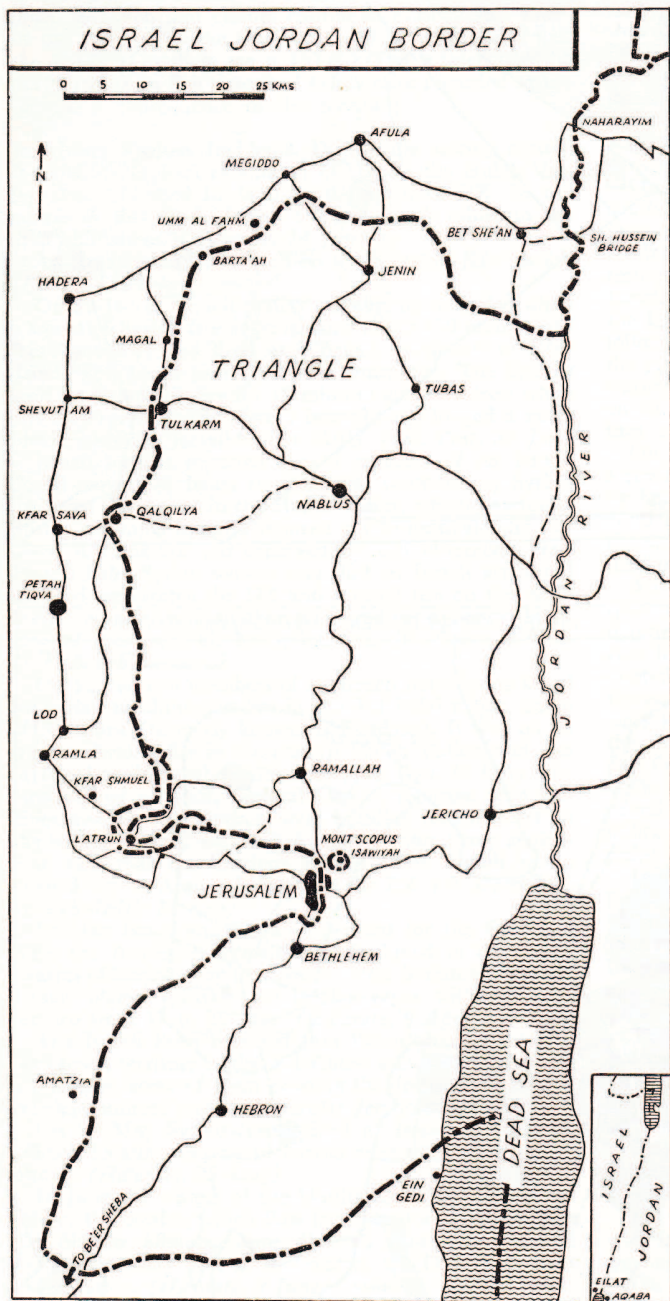 ISRAEL JORDAN BORDER
0 5 10 15 20 25 KMS
N
NAHARAYIM
AFULA
MEGIDDO
UMM AL FAHM
BET SHE'AN
SH. HUSSEIN
BRIDGE
BARTA'AH
JENIN
HADERA
MAGAL
TRIANGLE
TUBAS
SHEVUT AM
TULKARM
JORDAN RIVER
NABLUS
QALQILYA
KFAR SAVA
PETAH
TIQVA
LOD
RAMLA
RAMALLAH
KFAR SHMUEL
JERICHO
LATRUN
MONT SCOPUS
ISAWIYAH
JERUSALEM
BETHLEHEM
DEAD SEA
AMATZIA
HEBRON
EIN
GEDI
TO BE'ER SHEBA
ISRAEL
JORDAN
EILAT
AQABA